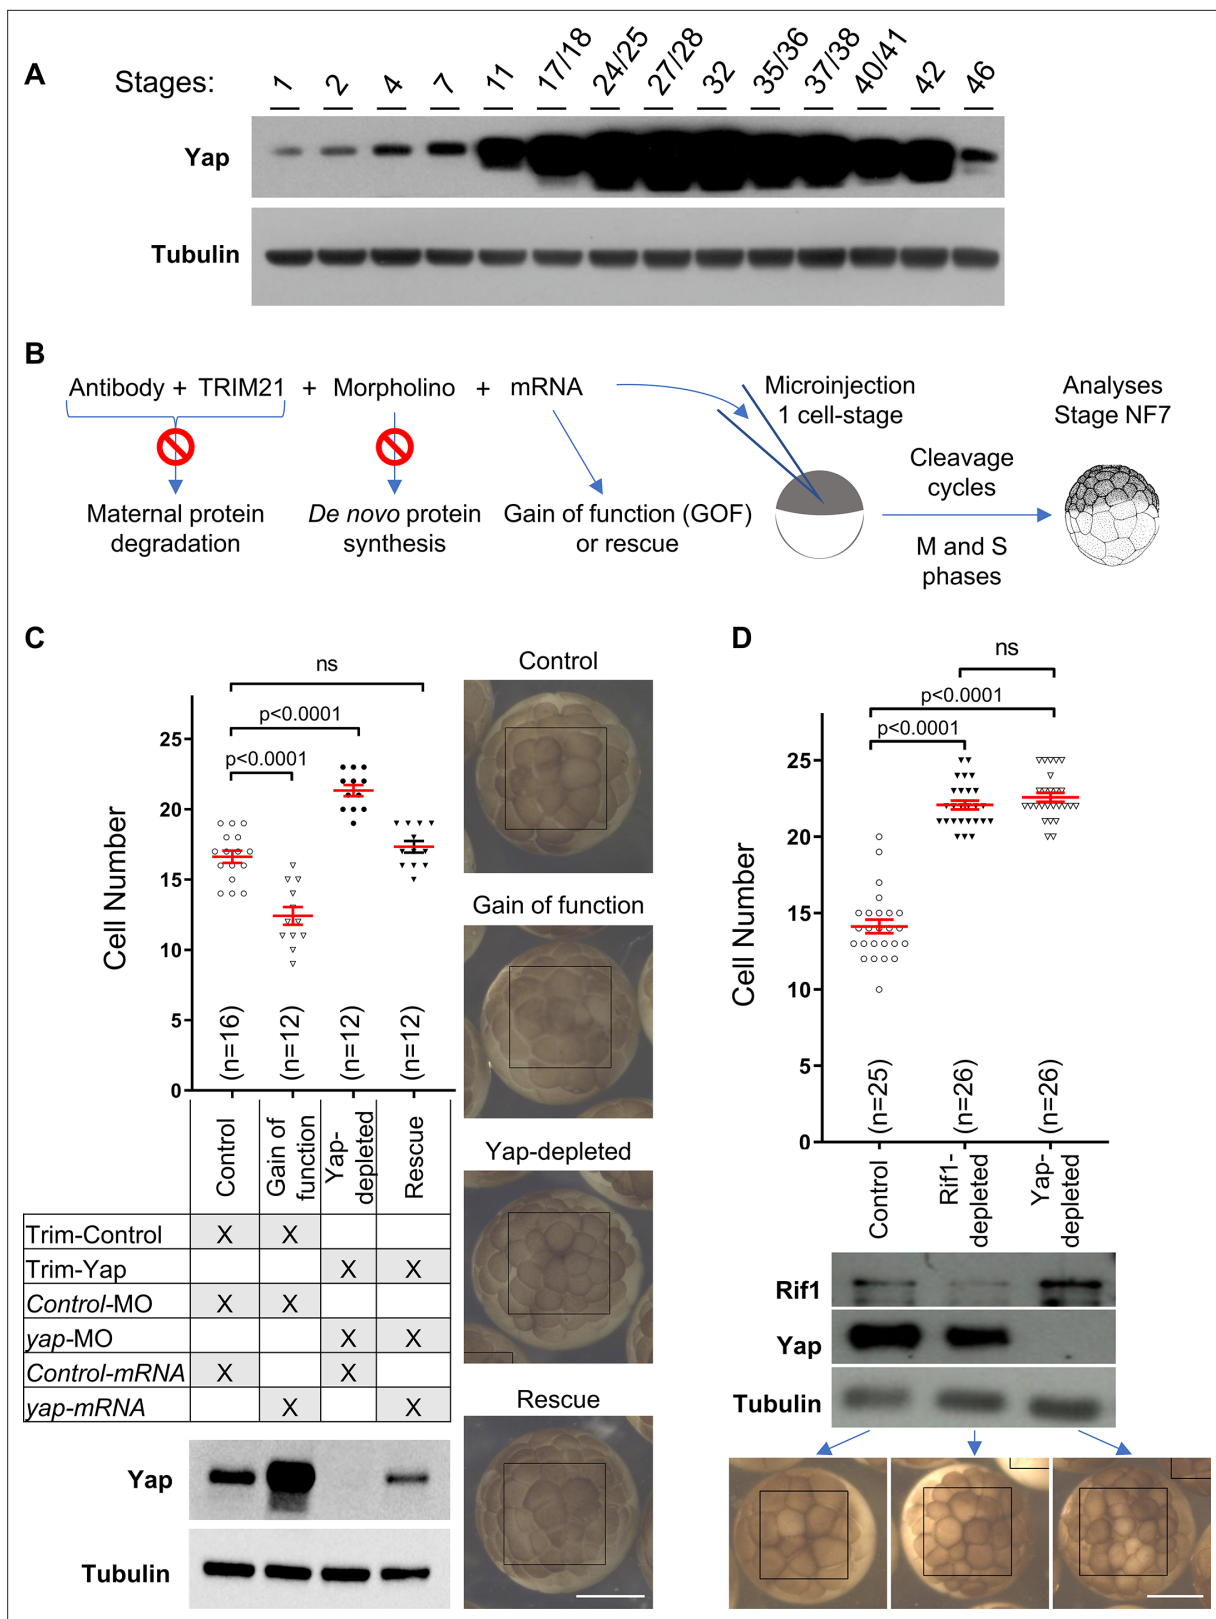 A
Stages:
1
2
4
7
11
17/18
24/25
27/28
32
35/36
37/38
40/41
42
46
Yap
Tubulin
B
Antibody + TRIM21 + Morpholino + mRNA
Maternal protein
degradation
De novo protein
synthesis
Gain of function (GOF)
or rescue
Microinjection
1 cell-stage
Cleavage
cycles
M and S
phases
Analyses
Stage NF7
C
ns
p<0.0001
p<0.0001
Cell Number
25
20
15
10
5
0
(n=16)
(n=12)
(n=12)
(n=12)
Control
Gain of
function
Yap-
depleted
Rescue
Trim-Control X X
Trim-Yap X X
Control-MO X X
yap-MO X X
Control-mRNA X X
yap-mRNA X X
Yap
Tubulin
Control
Gain of function
Yap-depleted
Rescue
D
ns
p<0.0001
p<0.0001
Cell Number
25
20
15
10
5
0
(n=25)
(n=26)
(n=26)
Control
Rif1-
depleted
Yap-
depleted
Rif1
Yap
Tubulin